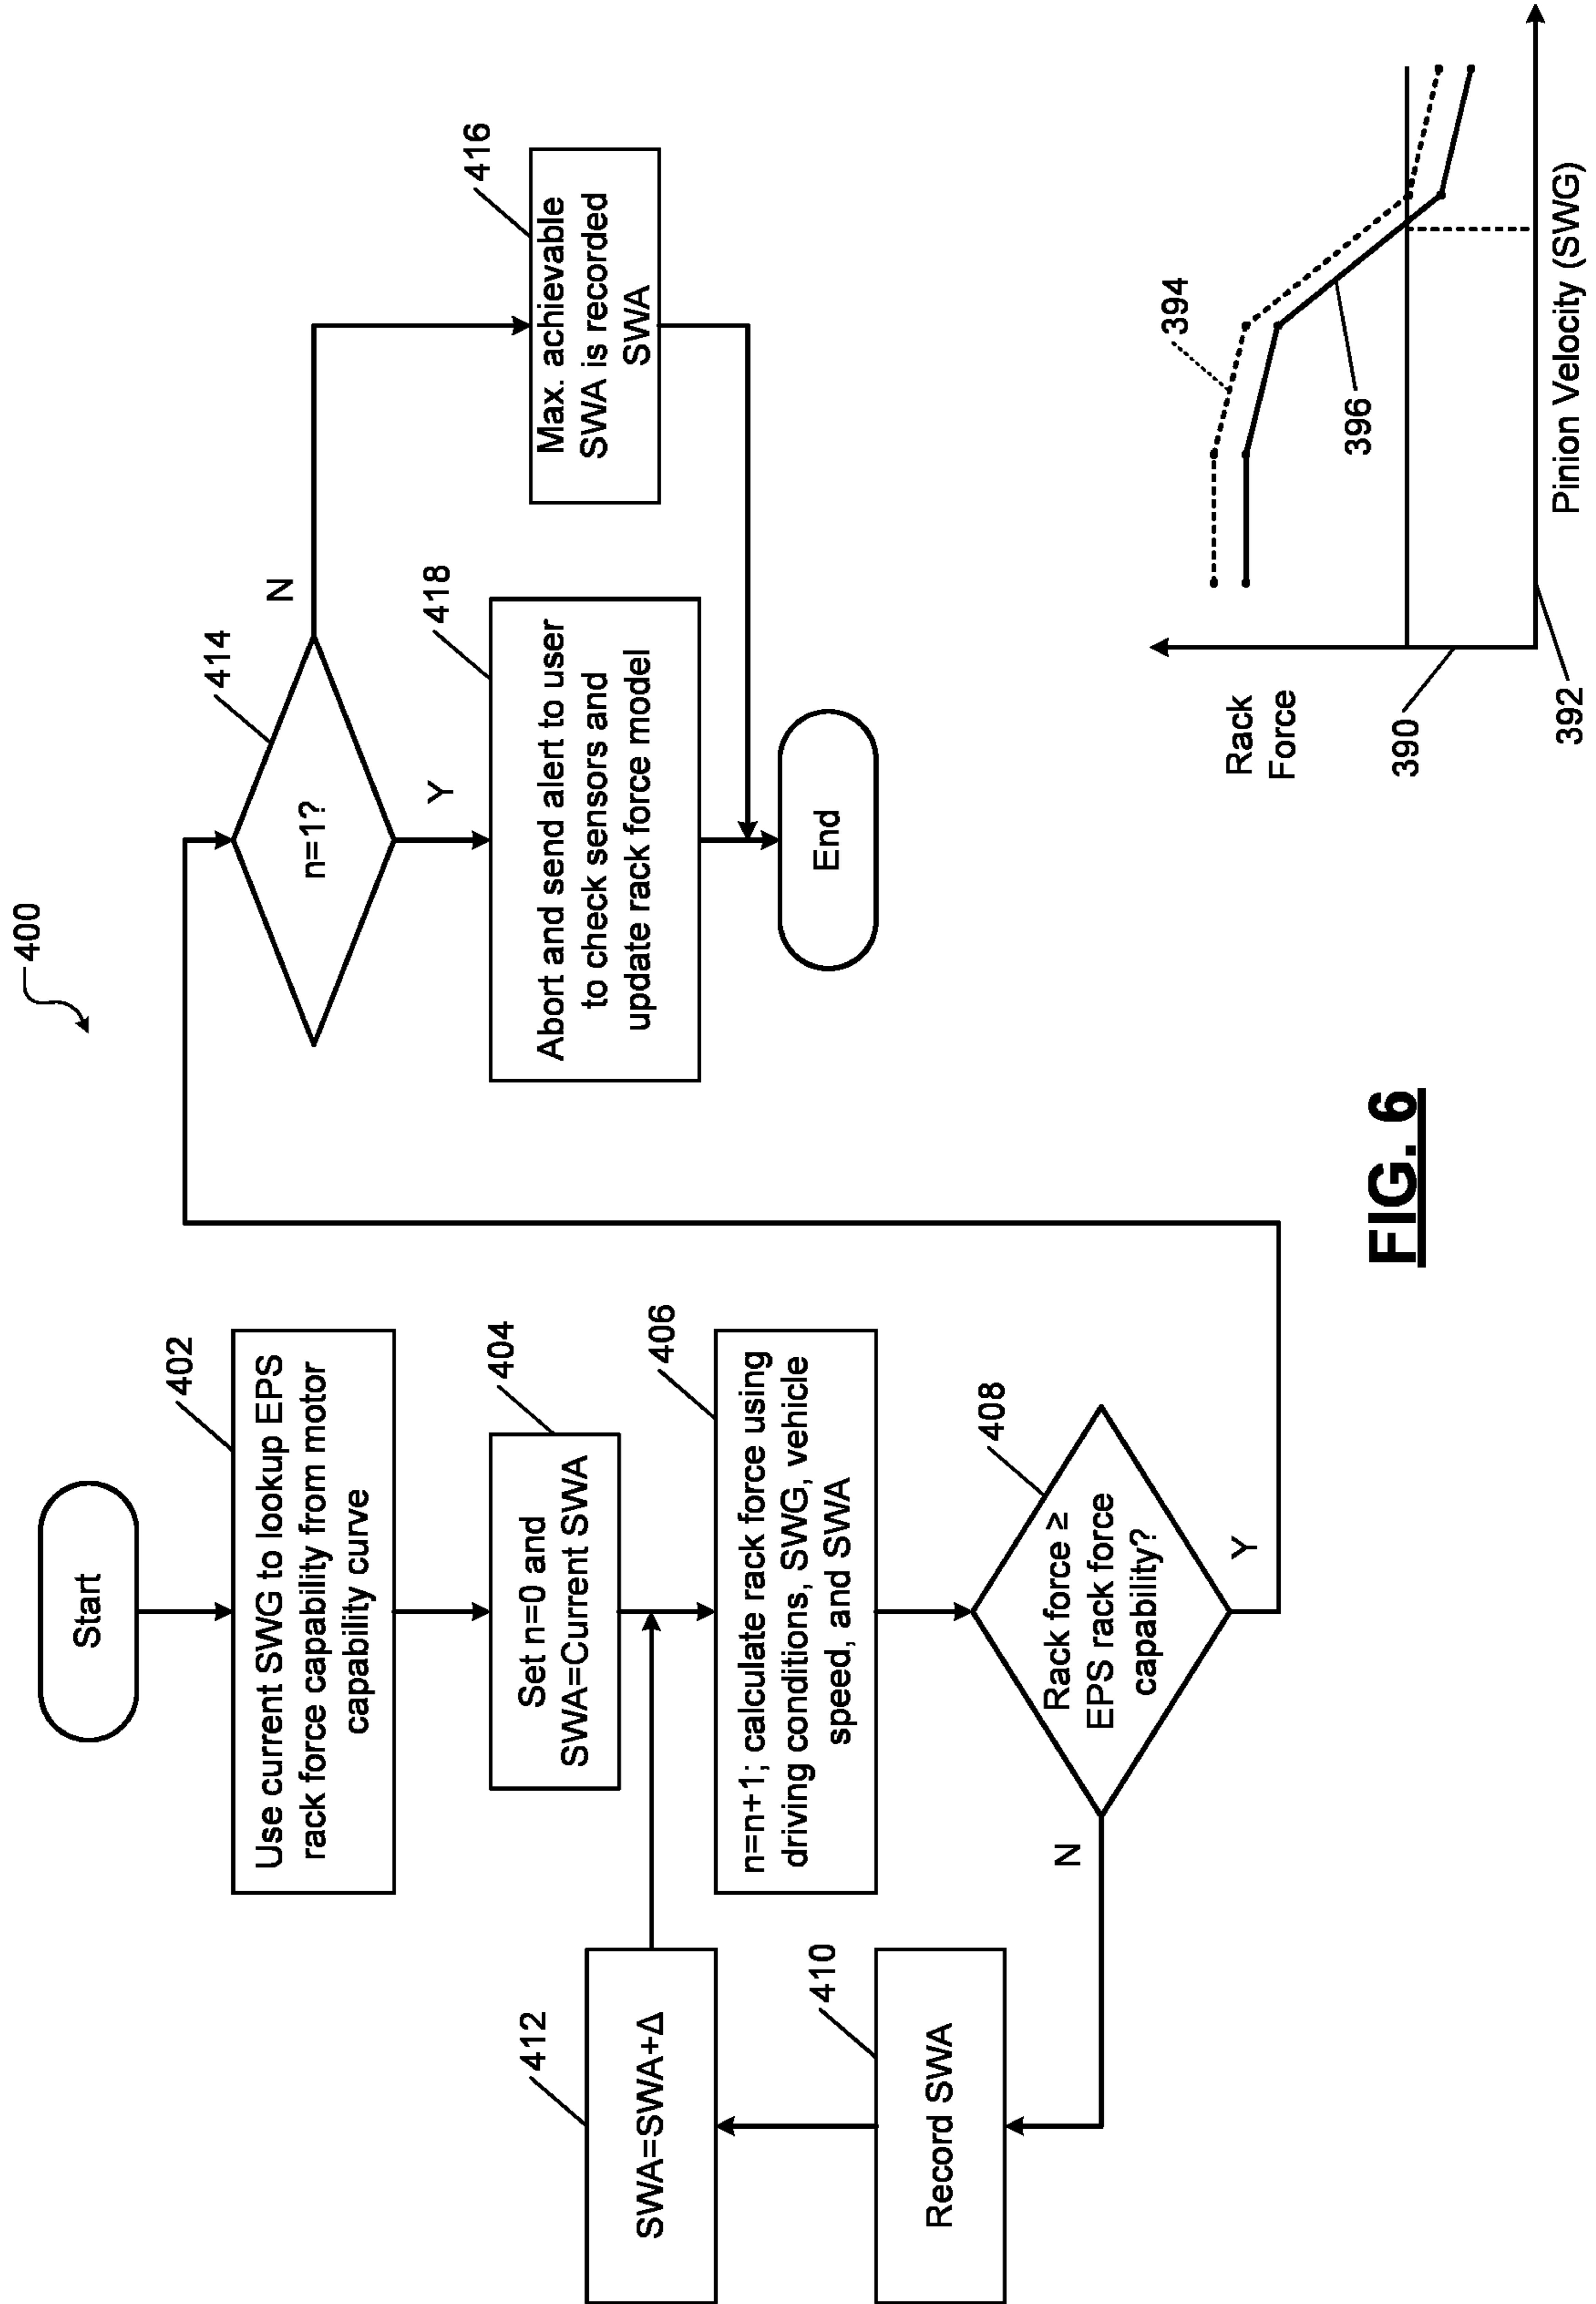 400
Start
402
Use current SWG to lookup EPS
rack force capability from motor
capability curve
404
Set n=0 and
SWA=Current SWA
406
n=n+1; calculate rack force using
driving conditions, SWG, vehicle
speed, and SWA
408
Rack force ≥
EPS rack force
capability?
N
Y
410
Record SWA
412
SWA=SWA+Δ
414
n=1?
N
Y
416
Max. achievable
SWA is recorded
SWA
418
Abort and send alert to user
to check sensors and
update rack force model
End
Rack
Force
394
396
390
392
Pinion Velocity (SWG)
FIG. 6